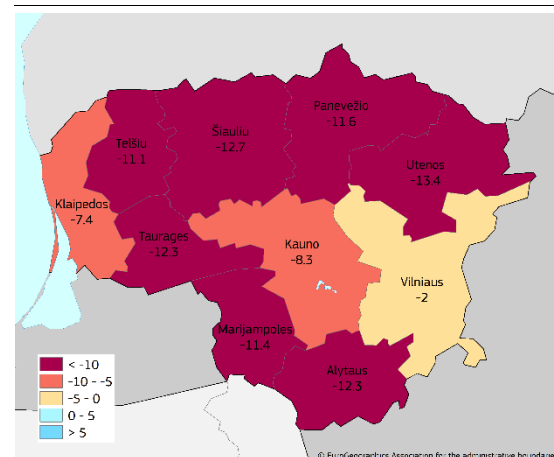 Panevėžio
-11.6
Šiaulių
-12.7
Telšiu
-11.1
Utenos
-13.4
Klaipedos
-7.4
Taurages
-12.3
Kauno
-8.3
Vilniaus
-2
Marijampoles
-11.4
Alytaus
-12.3
< -10
-10 - -5
-5 - 0
0 - 5
> 5
© EuroGeographics Association for the administrative boundaries